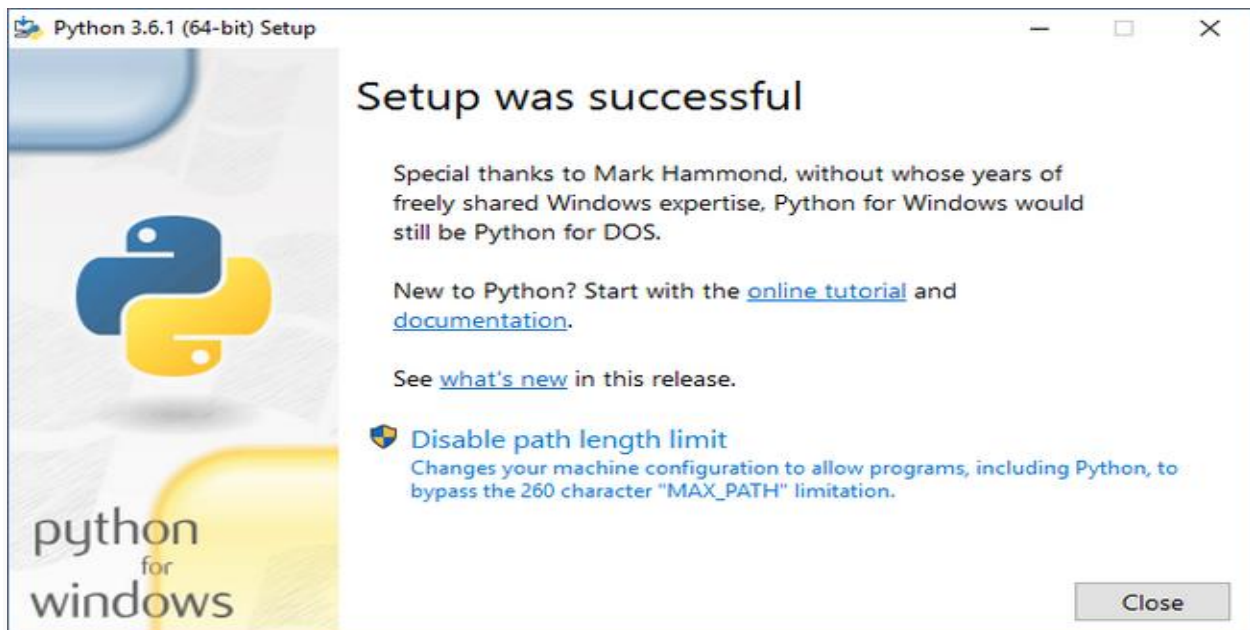 Python 3.6.1 (64-bit) Setup
Setup was successful
Special thanks to Mark Hammond, without whose years of
freely shared Windows expertise, Python for Windows would
still be Python for DOS.
New to Python? Start with the online tutorial and
documentation.
See what's new in this release.
Disable path length limit
Changes your machine configuration to allow programs, including Python, to
bypass the 260 character "MAX_PATH" limitation.
python
for
windows
Close